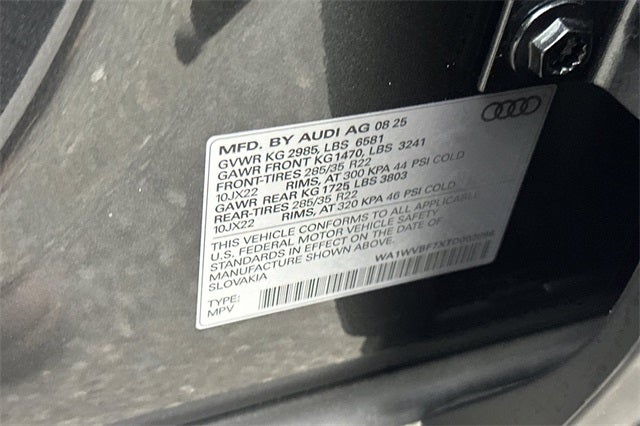 MFD. BY AUDI AG 08 25
GVWR KG 2985, LBS 6581
GAWR FRONT KG1470, LBS 3241
FRONT-TIRES 285/35 R22
10JX22 RIMS, AT 300 KPA 44 PSI COLD
GAWR REAR KG 1725 LBS 3803
REAR-TIRES 285/35 R22
10JX22 RIMS, AT 320 KPA 46 PSI COLD
THIS VEHICLE CONFORMS TO ALL APPLICABLE
U.S. FEDERAL MOTOR VEHICLE SAFETY
STANDARDS IN EFFECT ON THE DATE OF
MANUFACTURE SHOWN ABOVE.
SLOVAKIA
TYPE:
MPV